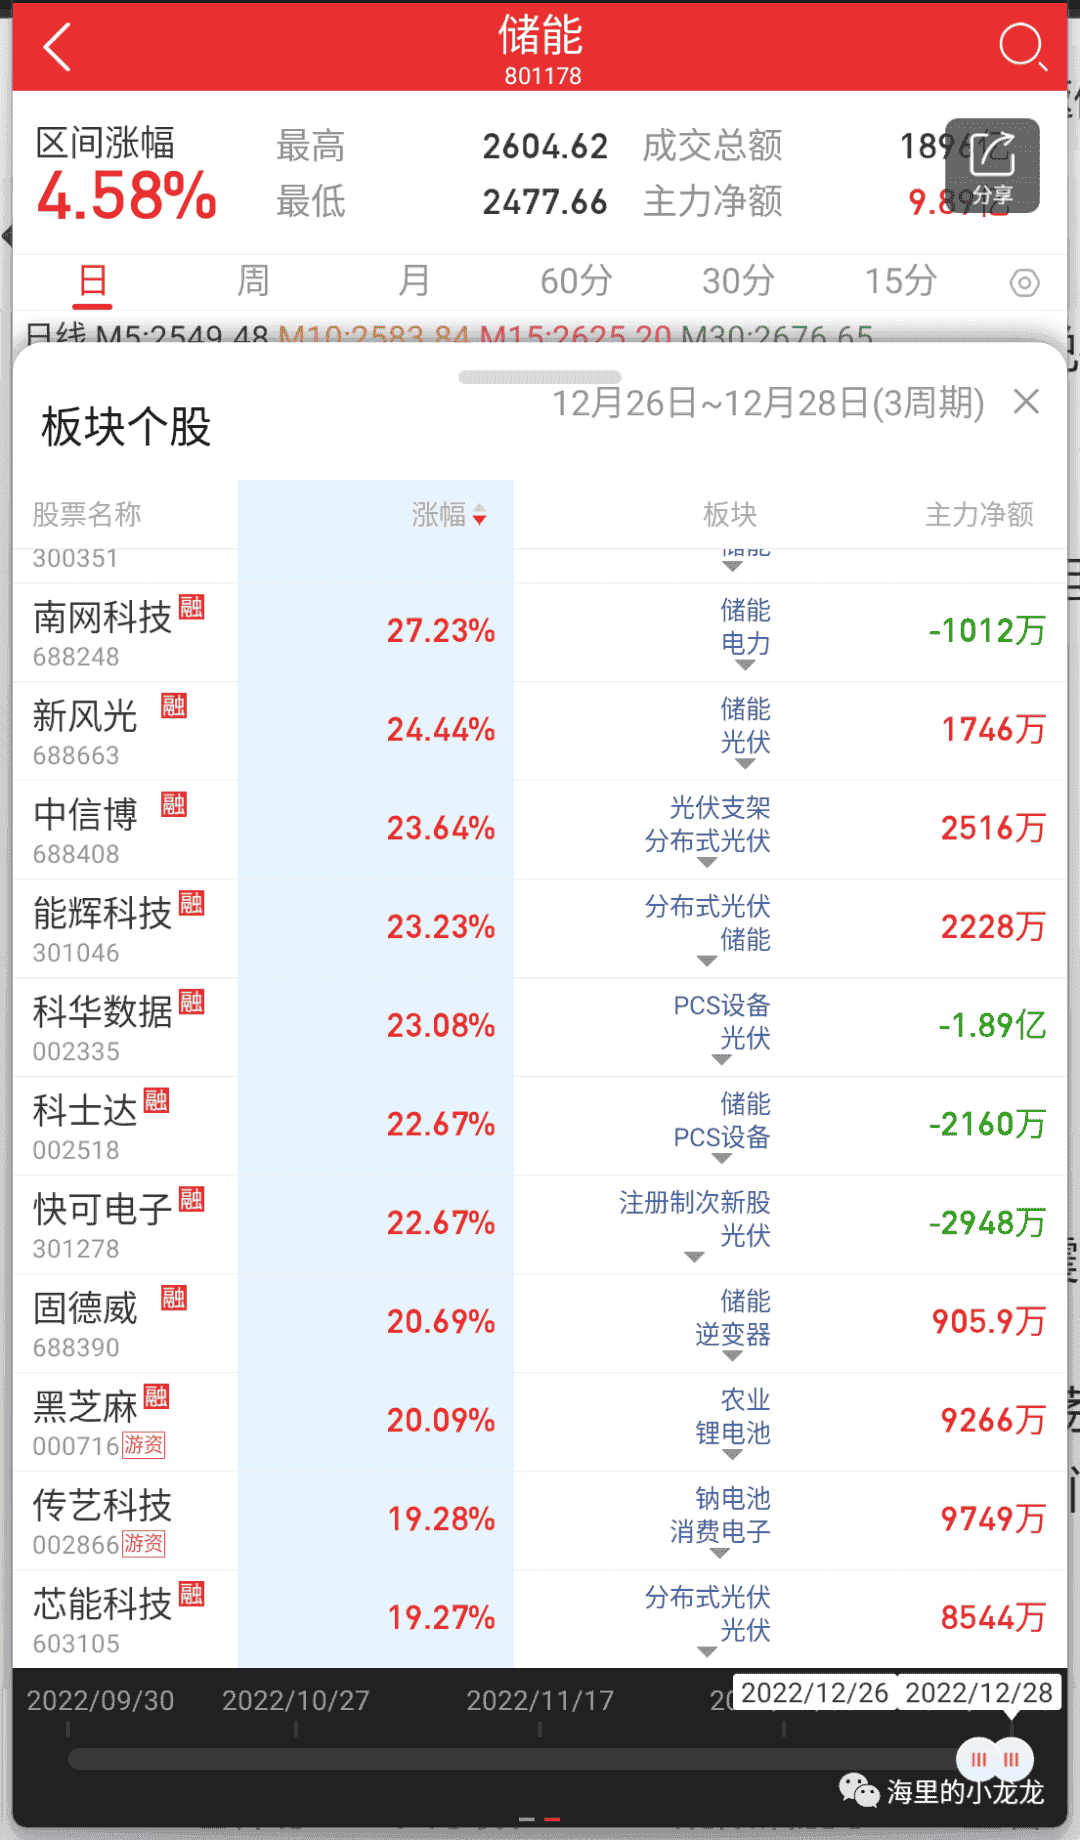 储能
801178
区间涨幅 最高 2604.62 成交总额 1896亿
4.58% 最低 2477.66 主力净额 9.89亿
分享
日 周 月 60分 30分 15分
日线 M5:2549.48 M10:2583.84 M15:2625.20 M30:2676.65
12月26日~12月28日(3周期)
板块个股
股票名称 涨幅 板块 主力净额
300351 储能
南网科技 融 27.23% 储能 -1012万
688248 电力
新风光 融 24.44% 储能 1746万
688663 光伏
中信博 融 23.64% 光伏支架 2516万
688408 分布式光伏
能辉科技 融 23.23% 分布式光伏 2228万
301046 储能
科华数据 融 23.08% PCS设备 -1.89亿
002335 光伏
科士达 融 22.67% 储能 -2160万
002518 PCS设备
快可电子 融 22.67% 注册制次新股 -2948万
301278 光伏
固德威 融 20.69% 储能 905.9万
688390 逆变器
黑芝麻 融 20.09% 农业 9266万
000716 游资 锂电池
传艺科技 19.28% 钠电池 9749万
002866 游资 消费电子
芯能科技 融 19.27% 分布式光伏 8544万
603105 光伏
2022/09/30 2022/10/27 2022/11/17 2022/12/26 2022/12/28
海里的小龙龙